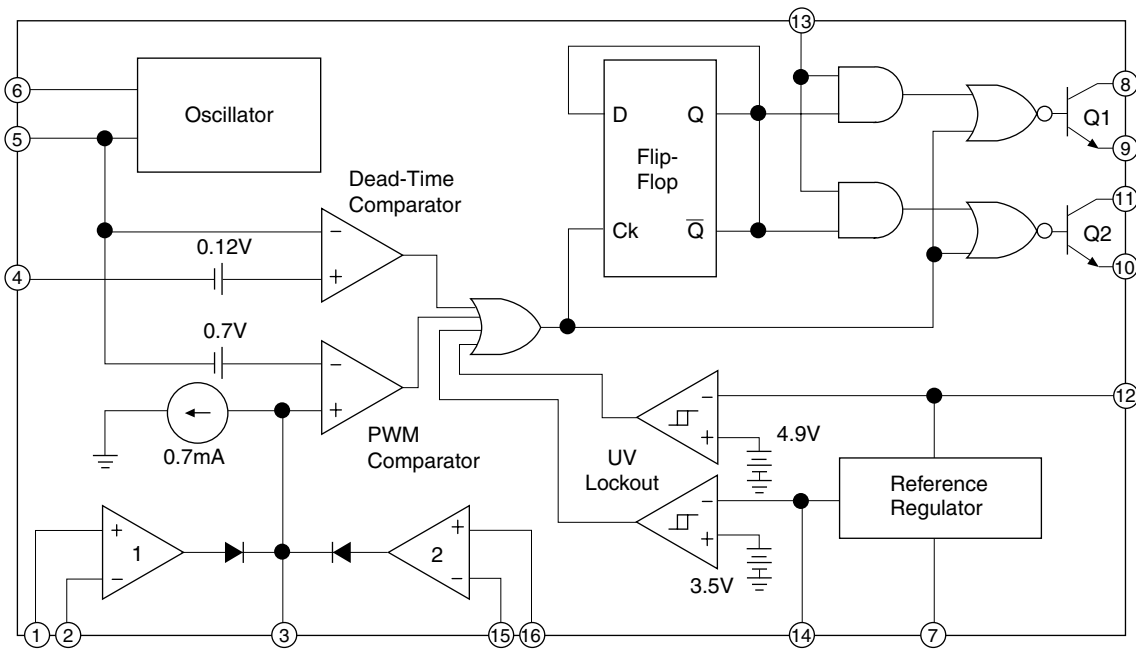 13
6
Oscillator
5
D
Q
Flip-
Flop
Ck
Q̅
8
Q1
9
11
Q2
10
Dead-Time
Comparator
−
+
0.12V
4
0.7V
−
+
0.7mA
PWM
Comparator
12
−
+
4.9V
UV
Lockout
−
+
3.5V
Reference
Regulator
+
1
−
+
2
−
1
2
3
15
16
14
7